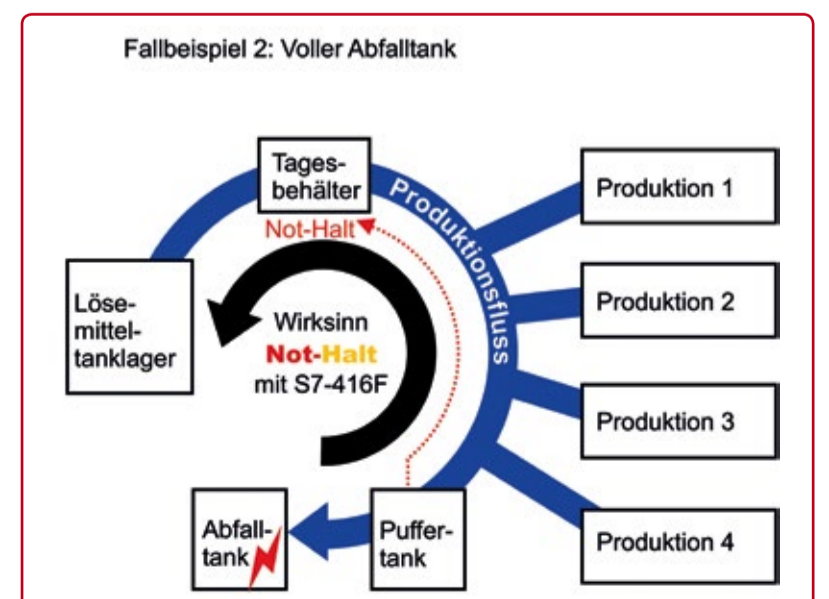 Fallbeispiel 2: Voller Abfalltank
Tages-
behälter
Not-Halt
Produktionsfluss
Produktion 1
Produktion 2
Produktion 3
Produktion 4
Löse-
mittel-
tanklager
Wirksinn
Not-Halt
mit S7-416F
Abfall-
tank
Puffer-
tank